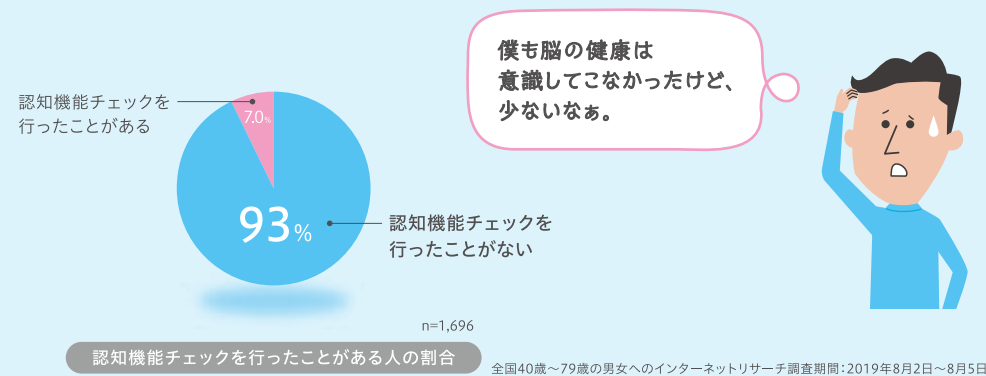 僕も脳の健康は
意識してこなかったけど、
少ないなぁ。
認知機能チェックを
行ったことがある
7.0%
93%
認知機能チェックを
行ったことがない
n=1,696
認知機能チェックを行ったことがある人の割合
全国40歳～79歳の男女へのインターネットリサーチ調査期間：2019年8月2日～8月5日